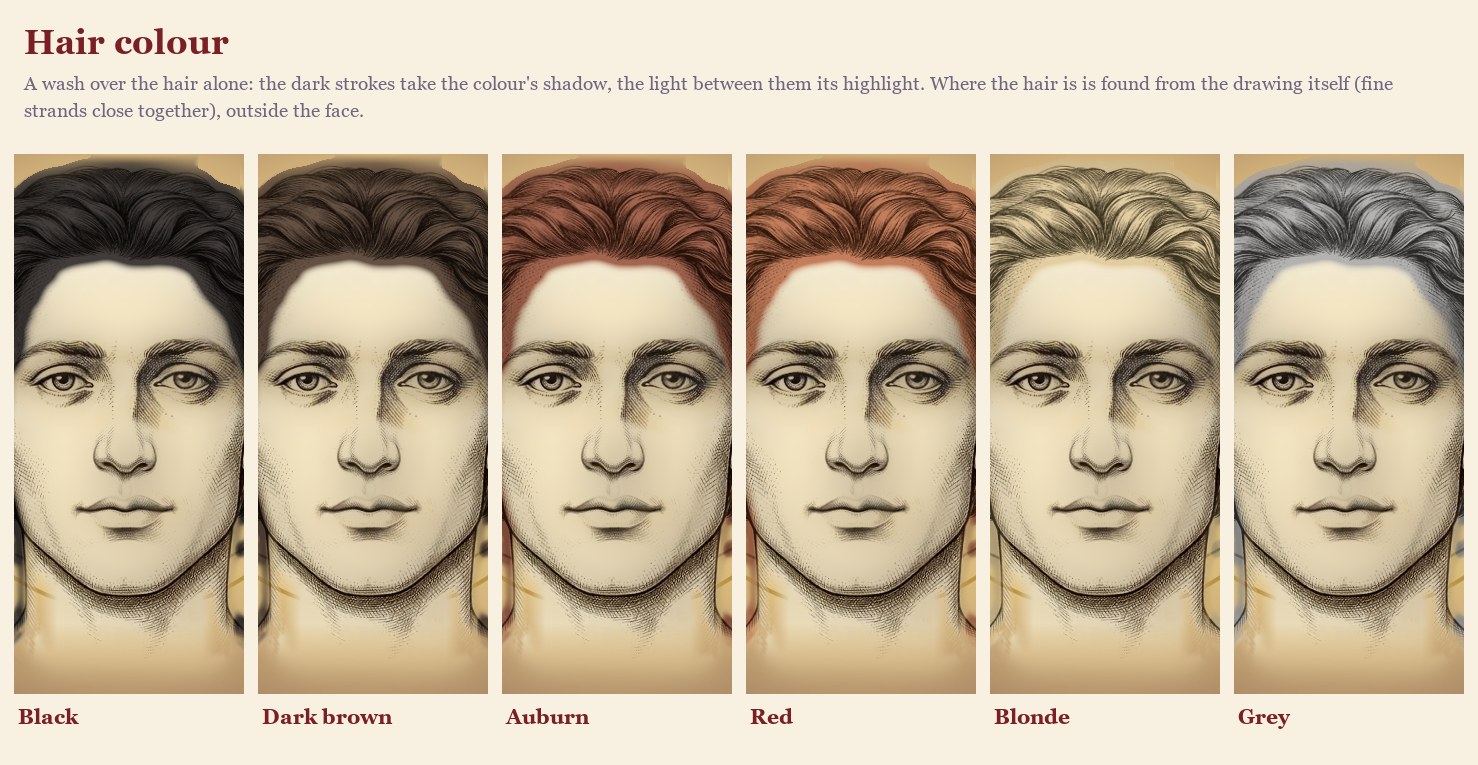 Hair colour
A wash over the hair alone: the dark strokes take the colour's shadow, the light between them its highlight. Where the hair is is found from the drawing itself (fine
strands close together), outside the face.
Black
Dark brown
Auburn
Red
Blonde
Grey